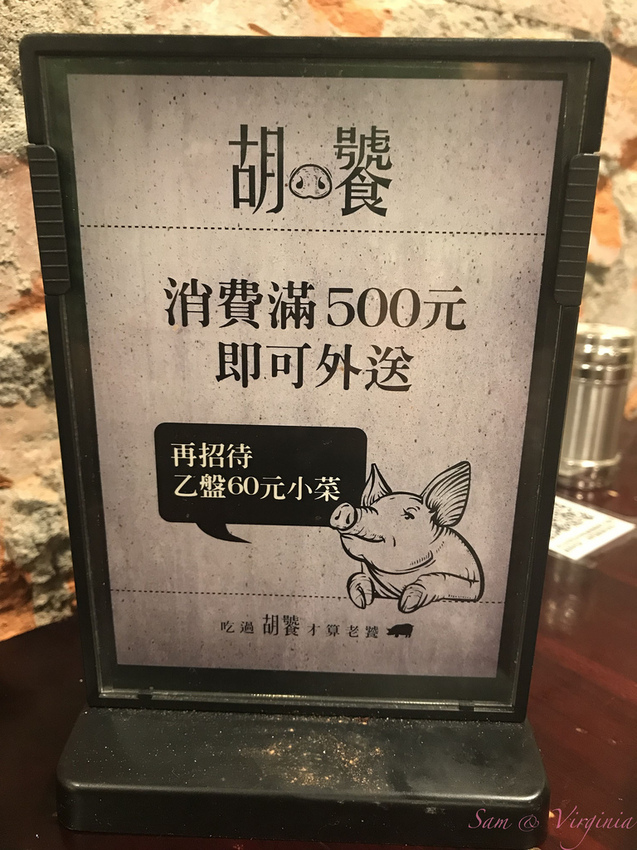 胡饕
消費滿500元
即可外送
再招待
乙盤60元小菜
吃過胡饕才算老饕
Sam @ Virginia